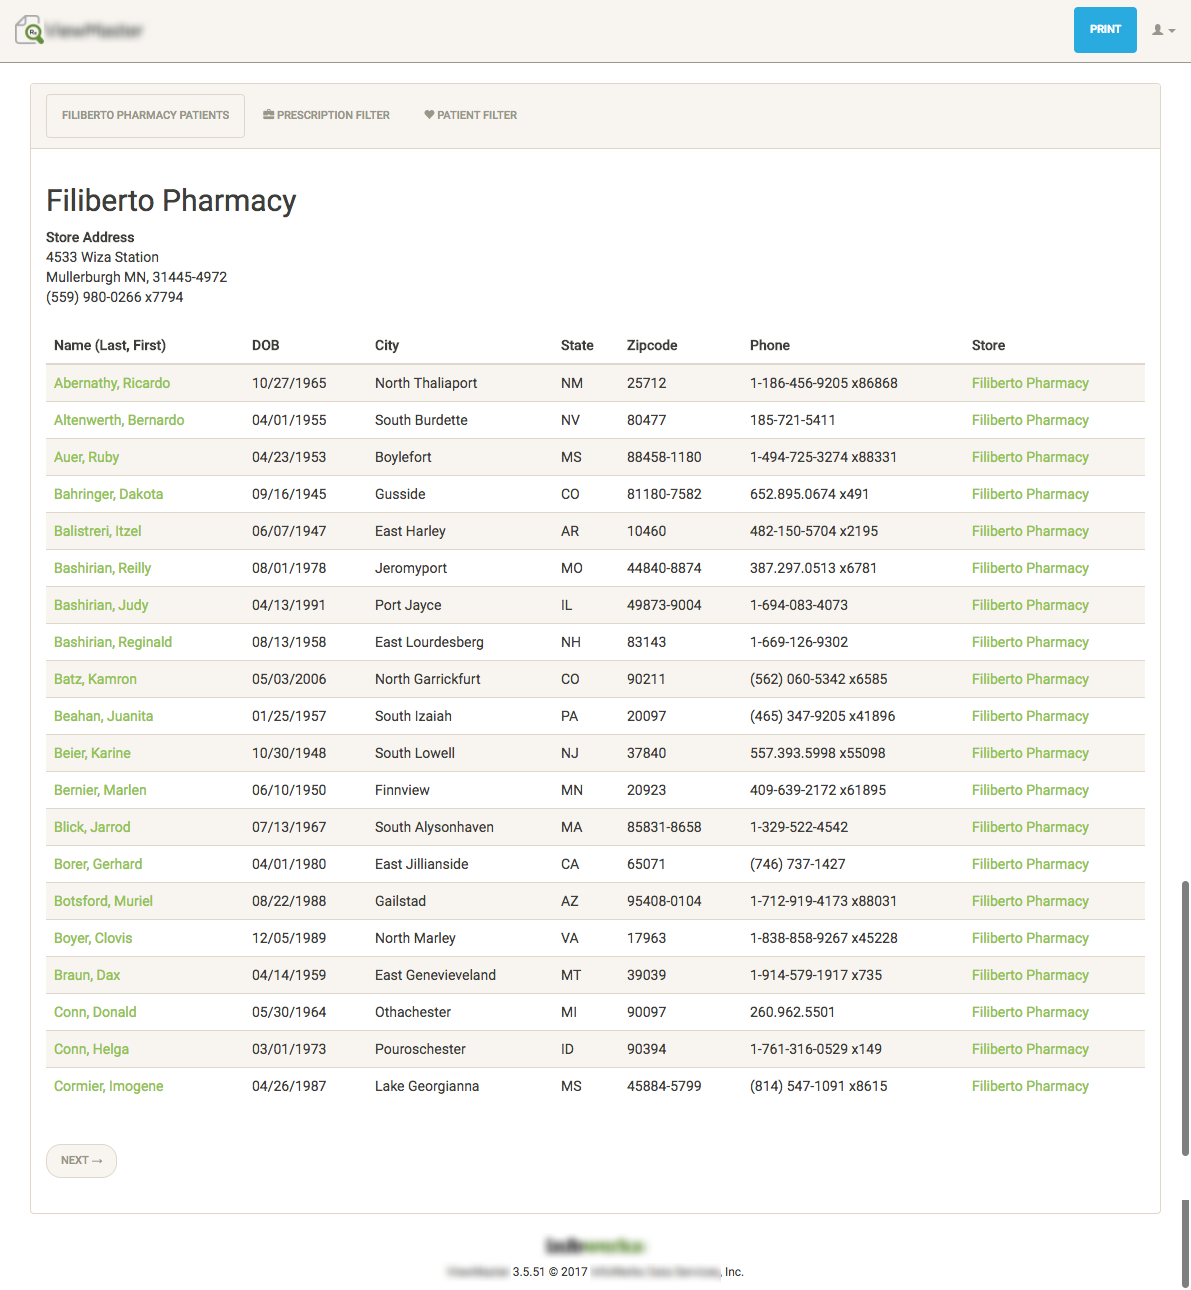 PRINT
FILIBERTO PHARMACY PATIENTS PRESCRIPTION FILTER PATIENT FILTER
Filiberto Pharmacy
Store Address
4533 Wiza Station
Mullerburgh MN, 31445-4972
(559) 980-0266 x7794
Name (Last, First) DOB City State Zipcode Phone Store
Abernathy, Ricardo 10/27/1965 North Thaliaport NM 25712 1-186-456-9205 x86868 Filiberto Pharmacy
Altenwerth, Bernardo 04/01/1955 South Burdette NV 80477 185-721-5411 Filiberto Pharmacy
Auer, Ruby 04/23/1953 Boylefort MS 88458-1180 1-494-725-3274 x88331 Filiberto Pharmacy
Bahringer, Dakota 09/16/1945 Gusside CO 81180-7582 652.895.0674 x491 Filiberto Pharmacy
Balistreri, Itzel 06/07/1947 East Harley AR 10460 482-150-5704 x2195 Filiberto Pharmacy
Bashirian, Reilly 08/01/1978 Jeromyport MO 44840-8874 387.297.0513 x6781 Filiberto Pharmacy
Bashirian, Judy 04/13/1991 Port Jayce IL 49873-9004 1-694-083-4073 Filiberto Pharmacy
Bashirian, Reginald 08/13/1958 East Lourdesberg NH 83143 1-669-126-9302 Filiberto Pharmacy
Batz, Kamron 05/03/2006 North Garrickfurt CO 90211 (562) 060-5342 x6585 Filiberto Pharmacy
Beahan, Juanita 01/25/1957 South Izaiah PA 20097 (465) 347-9205 x41896 Filiberto Pharmacy
Beier, Karine 10/30/1948 South Lowell NJ 37840 557.393.5998 x55098 Filiberto Pharmacy
Bernier, Marlen 06/10/1950 Finnview MN 20923 409-639-2172 x61895 Filiberto Pharmacy
Blick, Jarrod 07/13/1967 South Alysonhaven MA 85831-8658 1-329-522-4542 Filiberto Pharmacy
Borer, Gerhard 04/01/1980 East Jillianside CA 65071 (746) 737-1427 Filiberto Pharmacy
Botsford, Muriel 08/22/1988 Gailstad AZ 95408-0104 1-712-919-4173 x88031 Filiberto Pharmacy
Boyer, Clovis 12/05/1989 North Marley VA 17963 1-838-858-9267 x45228 Filiberto Pharmacy
Braun, Dax 04/14/1959 East Genevieveland MT 39039 1-914-579-1917 x735 Filiberto Pharmacy
Conn, Donald 05/30/1964 Othachester MI 90097 260.962.5501 Filiberto Pharmacy
Conn, Helga 03/01/1973 Pouroschester ID 90394 1-761-316-0529 x149 Filiberto Pharmacy
Cormier, Imogene 04/26/1987 Lake Georgianna MS 45884-5799 (814) 547-1091 x8615 Filiberto Pharmacy
NEXT →
3.5.51 © 2017 , Inc.